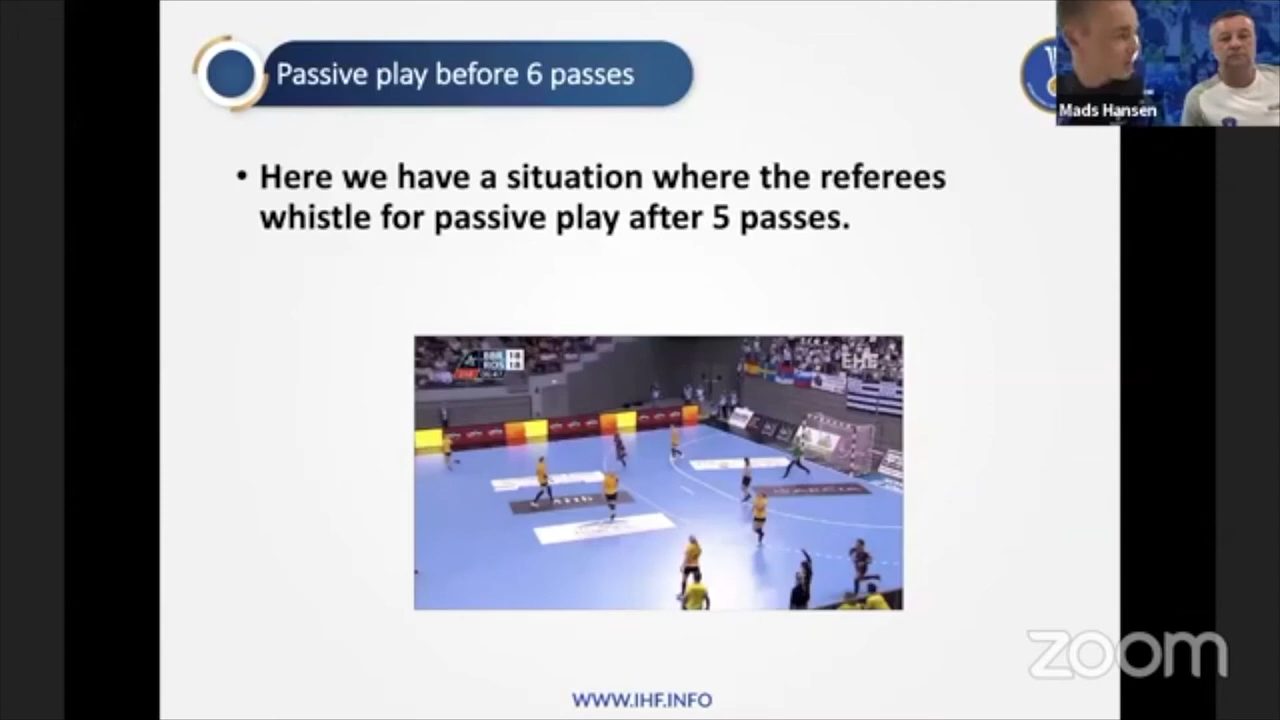 Passive play before 6 passes
Mads Hansen
• Here we have a situation where the referees
whistle for passive play after 5 passes.
WWW.IHF.INFO
zoom